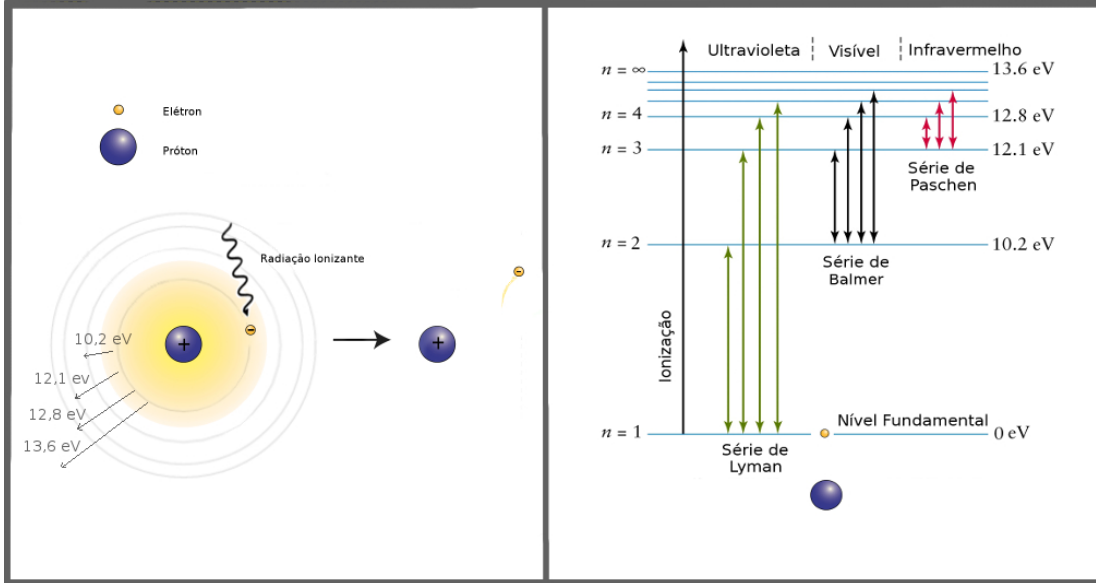 Elétron
Próton
Radiação Ionizante
10,2 eV
12,1 eV
12,8 eV
13,6 eV
+
−
+
−
Ultravioleta
Visível
Infravermelho
n = ∞
13.6 eV
n = 4
12.8 eV
n = 3
12.1 eV
Série de
Paschen
n = 2
10.2 eV
Série de
Balmer
Ionização
Nível Fundamental
n = 1
0 eV
Série de
Lyman